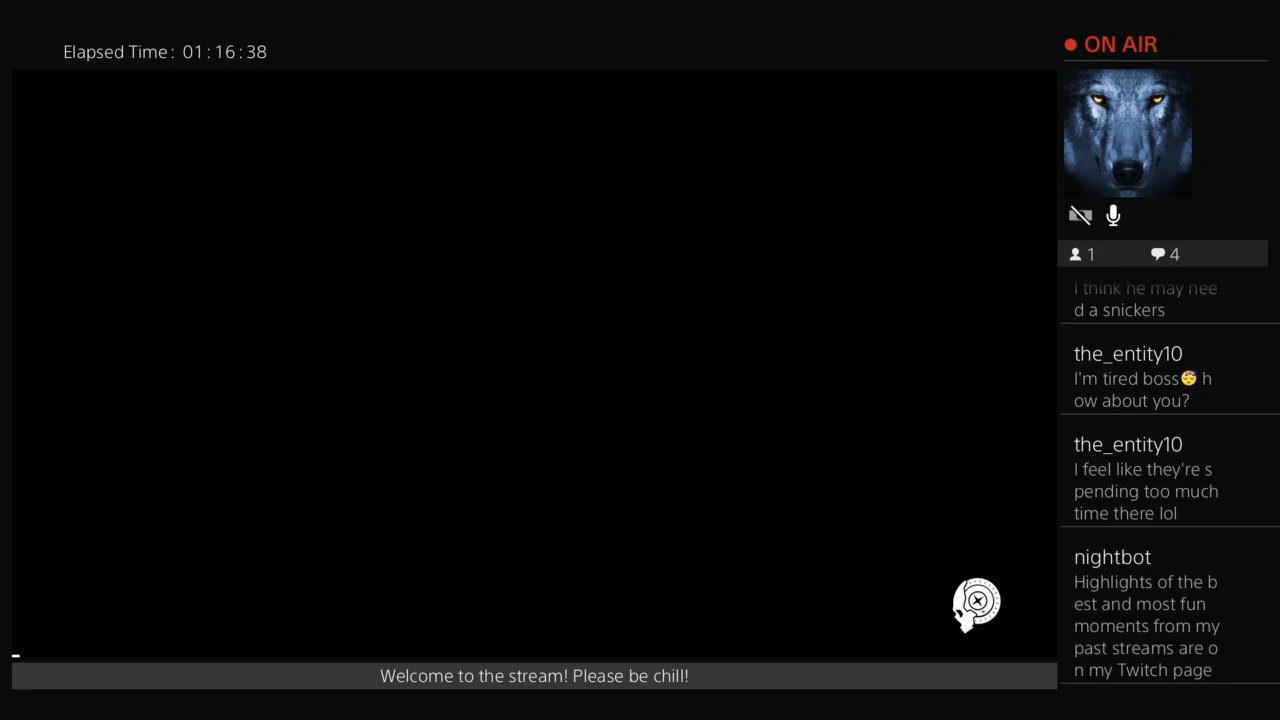 Elapsed Time: 01:16:38
ON AIR
1 4
I think he may nee
d a snickers
the_entity10
I'm tired boss😴 h
ow about you?
the_entity10
I feel like they're s
pending too much
time there lol
nightbot
Highlights of the b
est and most fun
moments from my
past streams are o
n my Twitch page
Welcome to the stream! Please be chill!